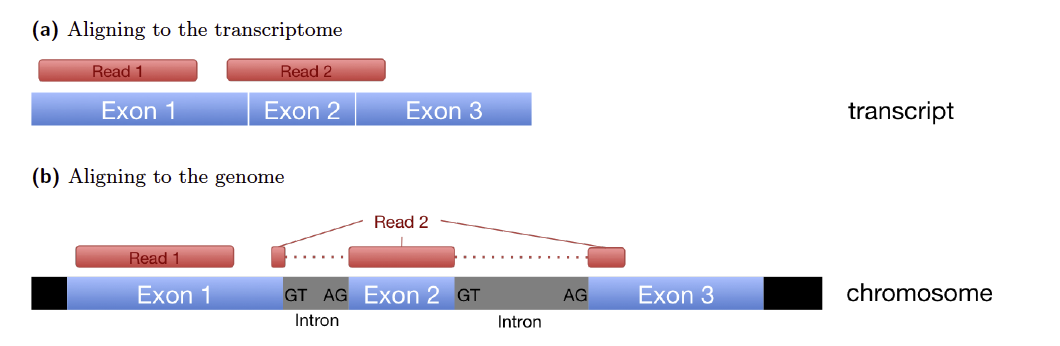 (a) Aligning to the transcriptome
Read 1 Read 2
Exon 1 Exon 2 Exon 3 transcript
(b) Aligning to the genome
Read 2
Read 1
Exon 1 GT AG Exon 2 GT AG Exon 3 chromosome
Intron Intron